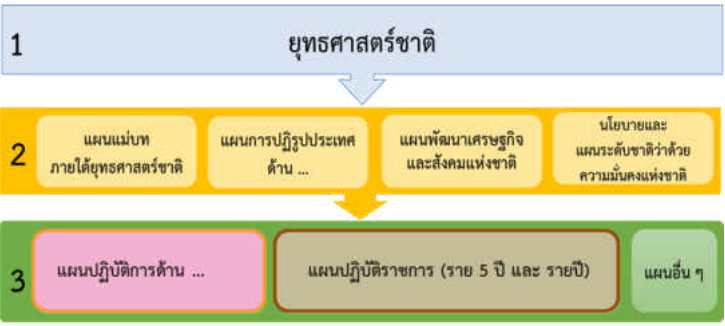 1
ยุทธศาสตร์ชาติ
2
แผนแม่บท
ภายใต้ยุทธศาสตร์ชาติ
แผนการปฏิรูปประเทศ
ด้าน ...
แผนพัฒนาเศรษฐกิจ
และสังคมแห่งชาติ
นโยบายและ
แผนระดับชาติว่าด้วย
ความมั่นคงแห่งชาติ
3
แผนปฏิบัติการด้าน ...
แผนปฏิบัติราชการ (ราย 5 ปี และ รายปี)
แผนอื่น ๆ